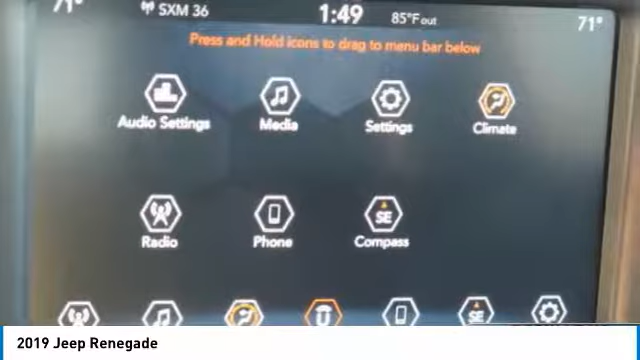 71° SXM 36 1:49 85°F out 71°
Press and Hold icons to drag to menu bar below
Audio Settings Media Settings Climate
SE
Radio Phone Compass
SE
2019 Jeep Renegade